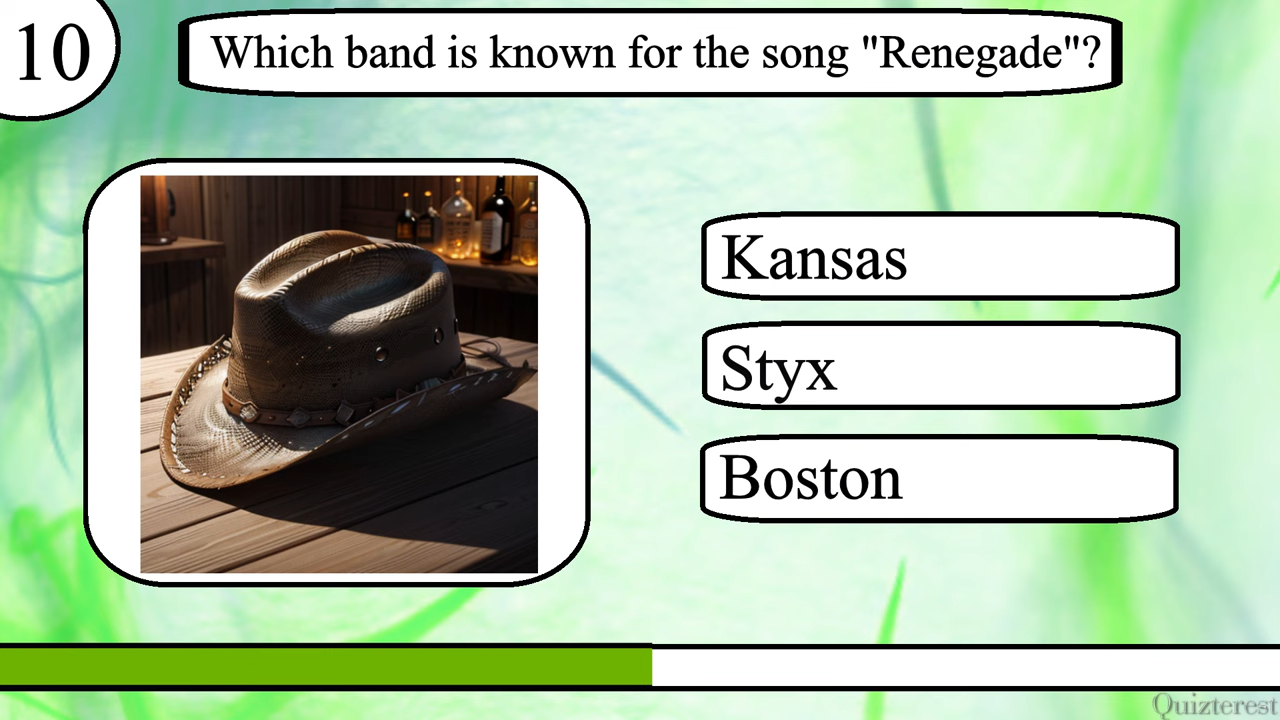 10
Which band is known for the song "Renegade"?
Kansas
Styx
Boston
Quizterest